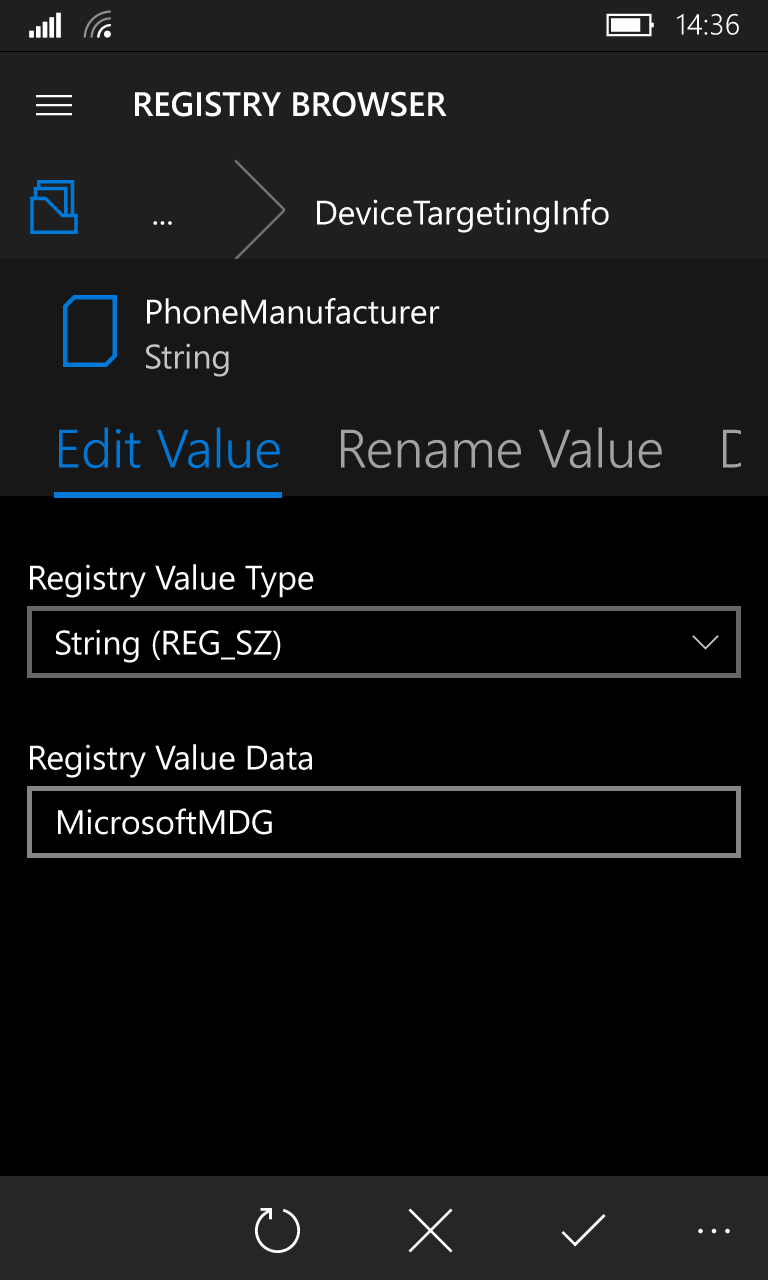 14:36
REGISTRY BROWSER
... DeviceTargetingInfo
PhoneManufacturer
String
Edit Value Rename Value D
Registry Value Type
String (REG_SZ)
Registry Value Data
MicrosoftMDG